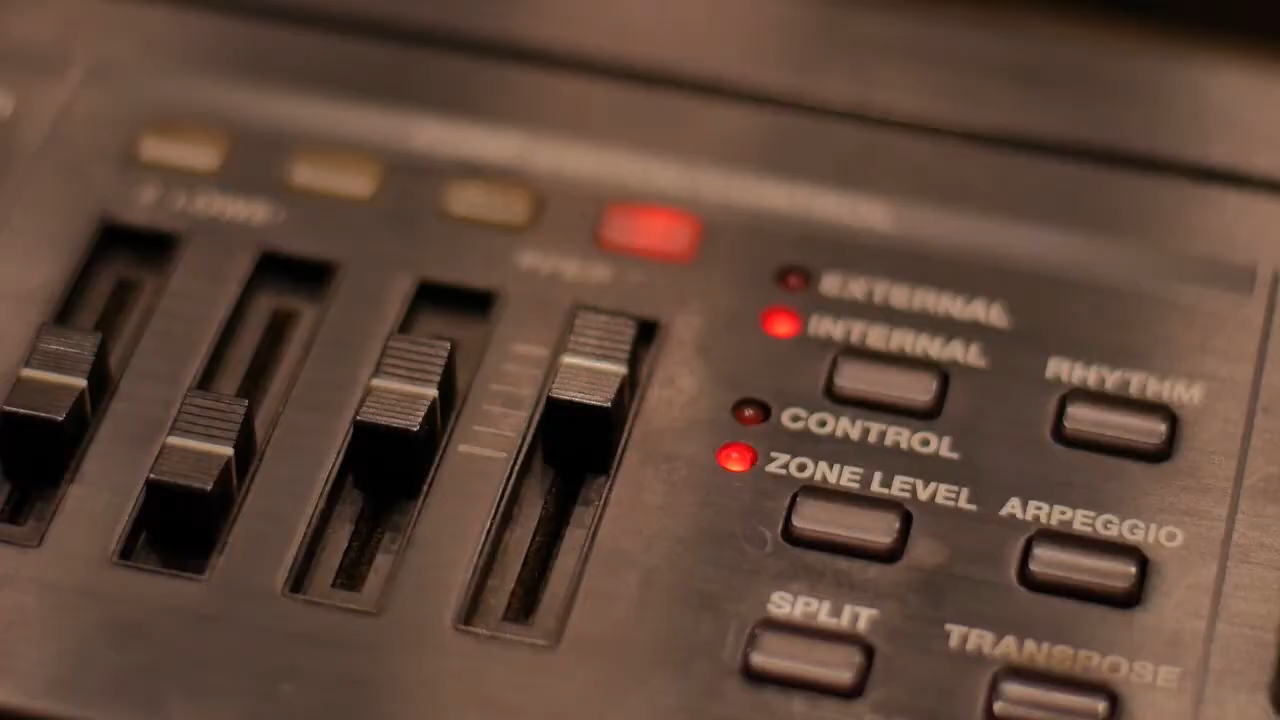 EXTERNAL
INTERNAL
RHYTHM
CONTROL
ZONE LEVEL
ARPEGGIO
SPLIT
TRANSPOSE